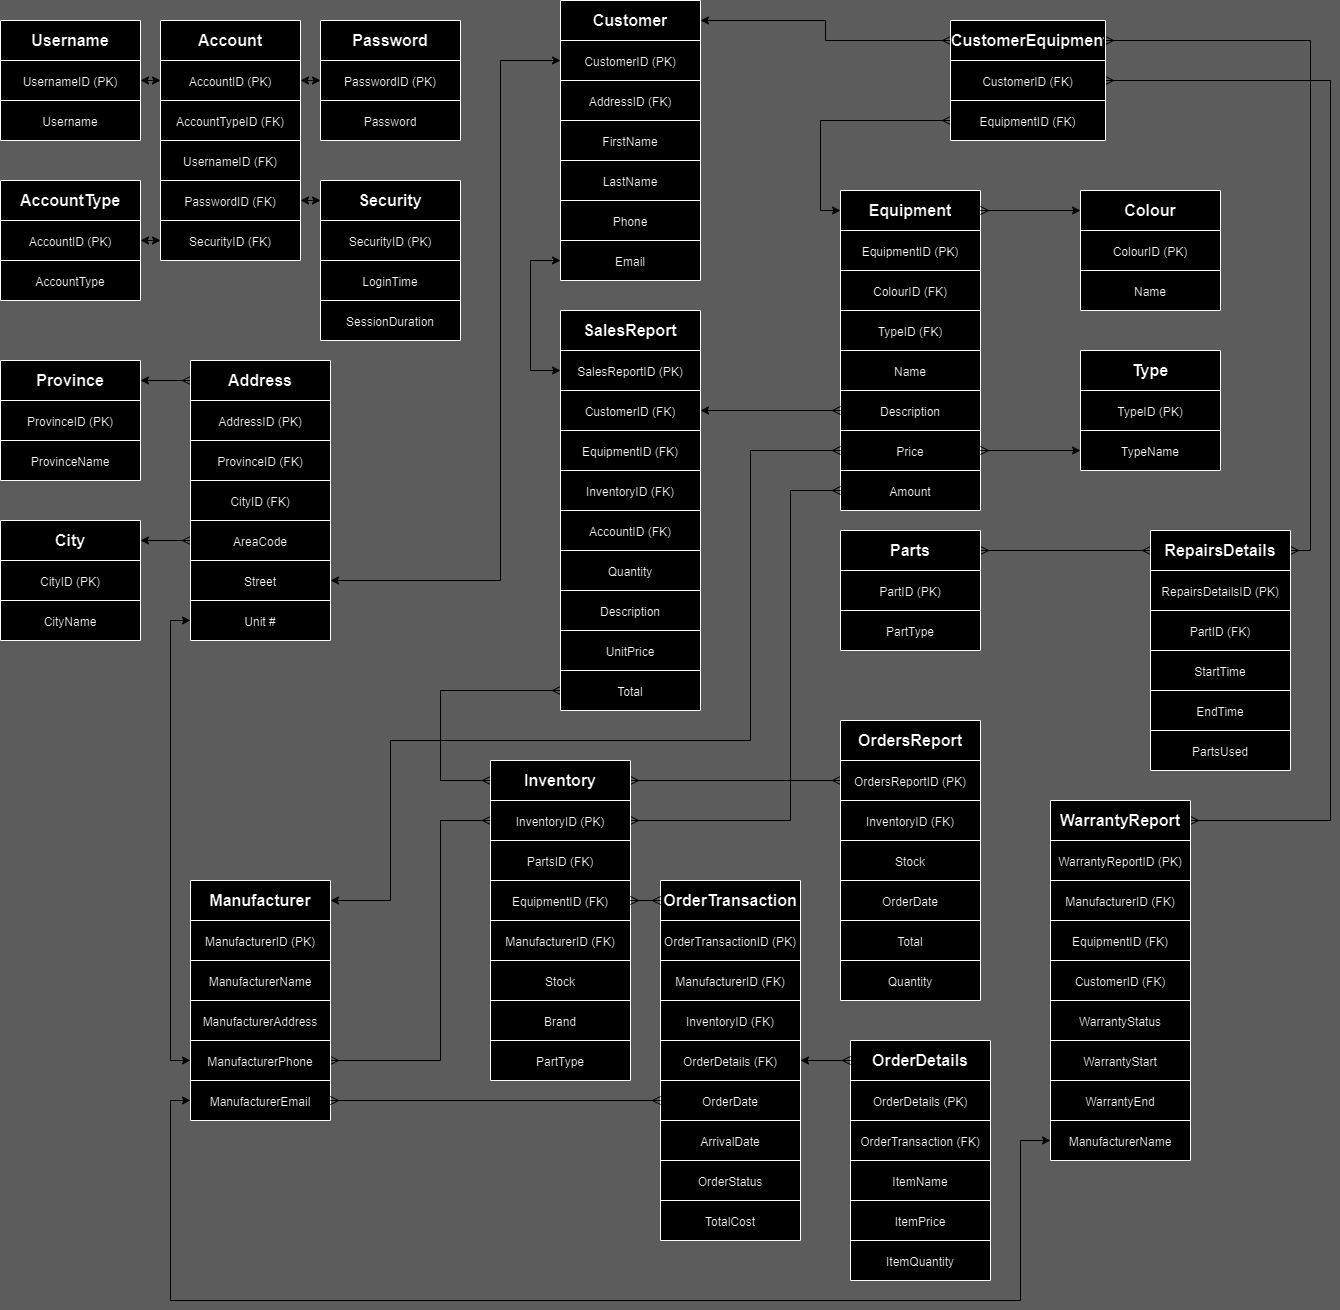 Username
UsernameID (PK)
Username
Account
AccountID (PK)
AccountTypeID (FK)
UsernameID (FK)
PasswordID (FK)
SecurityID (FK)
Password
PasswordID (PK)
Password
AccountType
AccountID (PK)
AccountType
Security
SecurityID (PK)
LoginTime
SessionDuration
Customer
CustomerID (PK)
AddressID (FK)
FirstName
LastName
Phone
Email
CustomerEquipment
CustomerID (FK)
EquipmentID (FK)
Equipment
EquipmentID (PK)
ColourID (FK)
TypeID (FK)
Name
Description
Price
Amount
Colour
ColourID (PK)
Name
Type
TypeID (PK)
TypeName
SalesReport
SalesReportID (PK)
CustomerID (FK)
EquipmentID (FK)
InventoryID (FK)
AccountID (FK)
Quantity
Description
UnitPrice
Total
Province
ProvinceID (PK)
ProvinceName
Address
AddressID (PK)
ProvinceID (FK)
CityID (FK)
AreaCode
Street
Unit #
City
CityID (PK)
CityName
Parts
PartID (PK)
PartType
RepairsDetails
RepairsDetailsID (PK)
PartID (FK)
StartTime
EndTime
PartsUsed
OrdersReport
OrdersReportID (PK)
InventoryID (FK)
Stock
OrderDate
Total
Quantity
Inventory
InventoryID (PK)
PartsID (FK)
EquipmentID (FK)
ManufacturerID (FK)
Stock
Brand
PartType
WarrantyReport
WarrantyReportID (PK)
ManufacturerID (FK)
EquipmentID (FK)
CustomerID (FK)
WarrantyStatus
WarrantyStart
WarrantyEnd
ManufacturerName
Manufacturer
ManufacturerID (PK)
ManufacturerName
ManufacturerAddress
ManufacturerPhone
ManufacturerEmail
OrderTransaction
OrderTransactionID (PK)
ManufacturerID (FK)
InventoryID (FK)
OrderDetails (FK)
OrderDate
ArrivalDate
OrderStatus
TotalCost
OrderDetails
OrderDetails (PK)
OrderTransaction (FK)
ItemName
ItemPrice
ItemQuantity